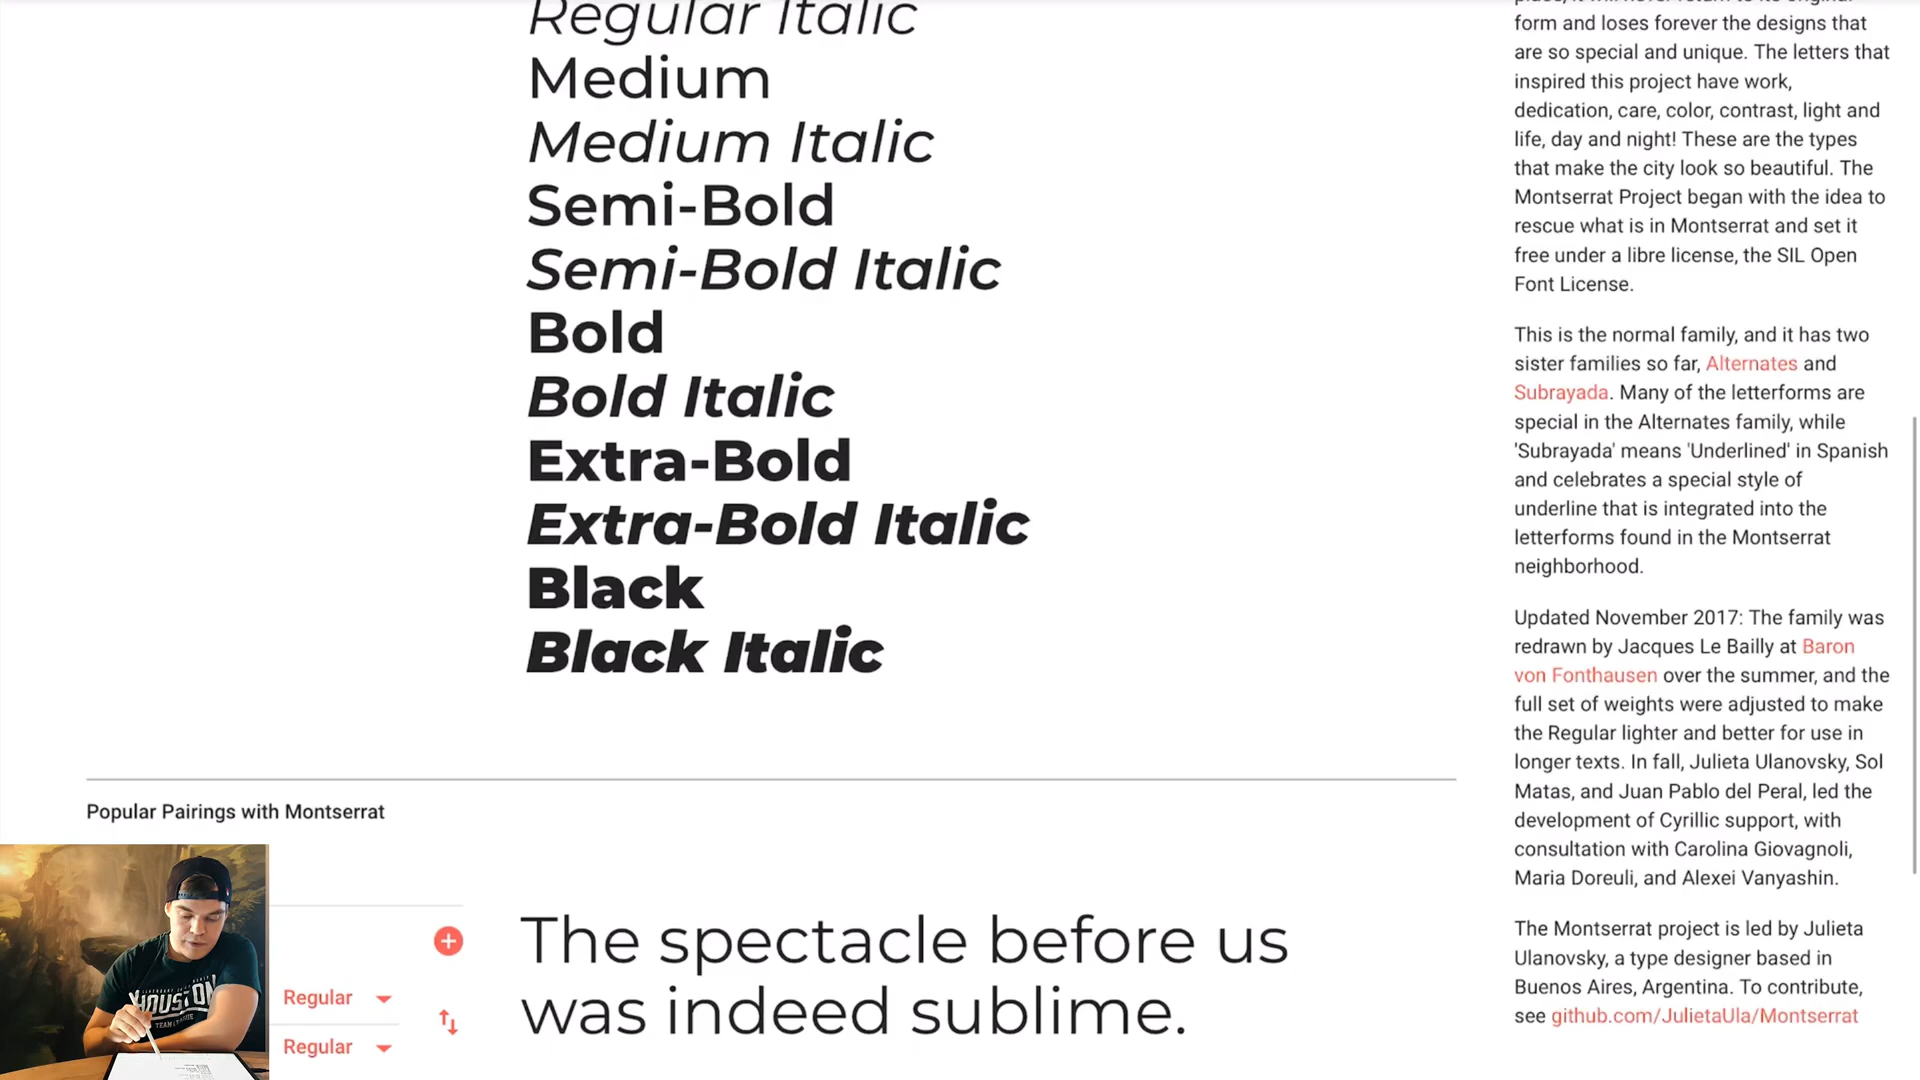 Regular Italic
Medium
Medium Italic
Semi-Bold
Semi-Bold Italic
Bold
Bold Italic
Extra-Bold
Extra-Bold Italic
Black
Black Italic
Popular Pairings with Montserrat
Regular
Regular
The spectacle before us
was indeed sublime.
HOUSTON
TEAM LEAGUE
form and loses forever the designs that
are so special and unique. The letters that
inspired this project have work,
dedication, care, color, contrast, light and
life, day and night! These are the types
that make the city look so beautiful. The
Montserrat Project began with the idea to
rescue what is in Montserrat and set it
free under a libre license, the SIL Open
Font License.
This is the normal family, and it has two
sister families so far, Alternates and
Subrayada. Many of the letterforms are
special in the Alternates family, while
'Subrayada' means 'Underlined' in Spanish
and celebrates a special style of
underline that is integrated into the
letterforms found in the Montserrat
neighborhood.
Updated November 2017: The family was
redrawn by Jacques Le Bailly at Baron
von Fonthausen over the summer, and the
full set of weights were adjusted to make
the Regular lighter and better for use in
longer texts. In fall, Julieta Ulanovsky, Sol
Matas, and Juan Pablo del Peral, led the
development of Cyrillic support, with
consultation with Carolina Giovagnoli,
Maria Doreuli, and Alexei Vanyashin.
The Montserrat project is led by Julieta
Ulanovsky, a type designer based in
Buenos Aires, Argentina. To contribute,
see github.com/JulietaUla/Montserrat